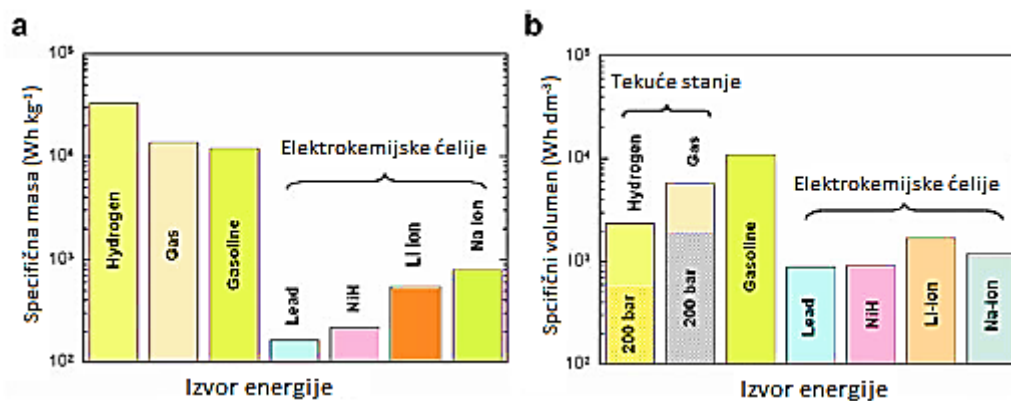 a
Specifična masa (Wh kg⁻¹)
10⁵
10⁴
10³
10²
Hydrogen
Gas
Gasoline
Elektrokemijske ćelije
Lead
NiH
LI Ion
Na Ion
Izvor energije
b
Spcifični volumen (Wh dm⁻³)
10⁵
10⁴
10³
10²
Tekuće stanje
Hydrogen
200 bar
Gas
200 bar
Gasoline
Elektrokemijske ćelije
Lead
NiH
LI-Ion
Na-Ion
Izvor energije